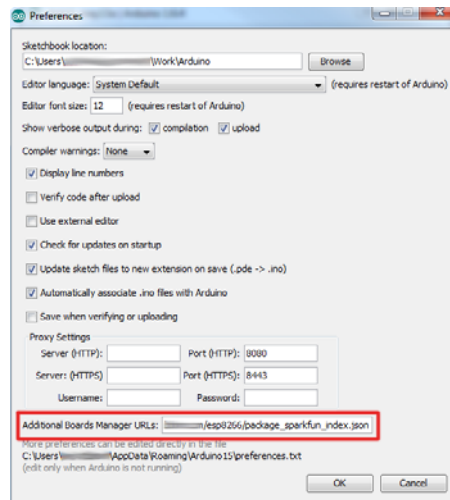 Preferences
Sketchbook location:
C:\Users\ \Work\Arduino Browse
Editor language: System Default (requires restart of Arduino)
Editor font size: 12 (requires restart of Arduino)
Show verbose output during: compilation upload
Compiler warnings: None
Display line numbers
Verify code after upload
Use external editor
Check for updates on startup
Update sketch files to new extension on save (.pde -> .ino)
Automatically associate .ino files with Arduino
Save when verifying or uploading
Proxy Settings
Server (HTTP): Port (HTTP): 8080
Server: (HTTPS) Port (HTTPS): 8443
Username: Password:
Additional Boards Manager URLs: /esp8266/package_sparkfun_index.json
More preferences can be edited directly in the file
C:\Users\ \AppData\Roaming\Arduino15\preferences.txt
(edit only when Arduino is not running)
OK Cancel